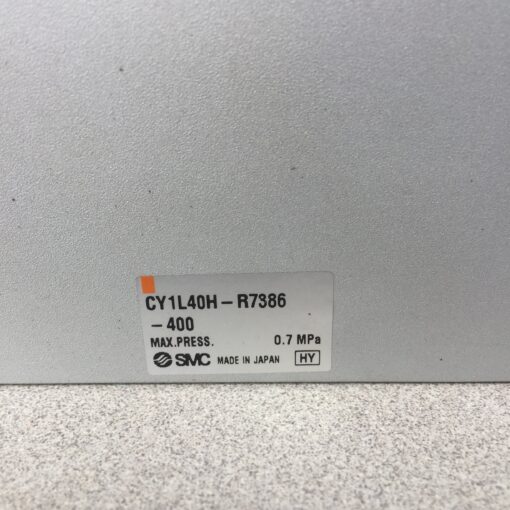 CY1L40H-R7386
-400
MAX.PRESS. 0.7 MPa
SMC MADE IN JAPAN HY